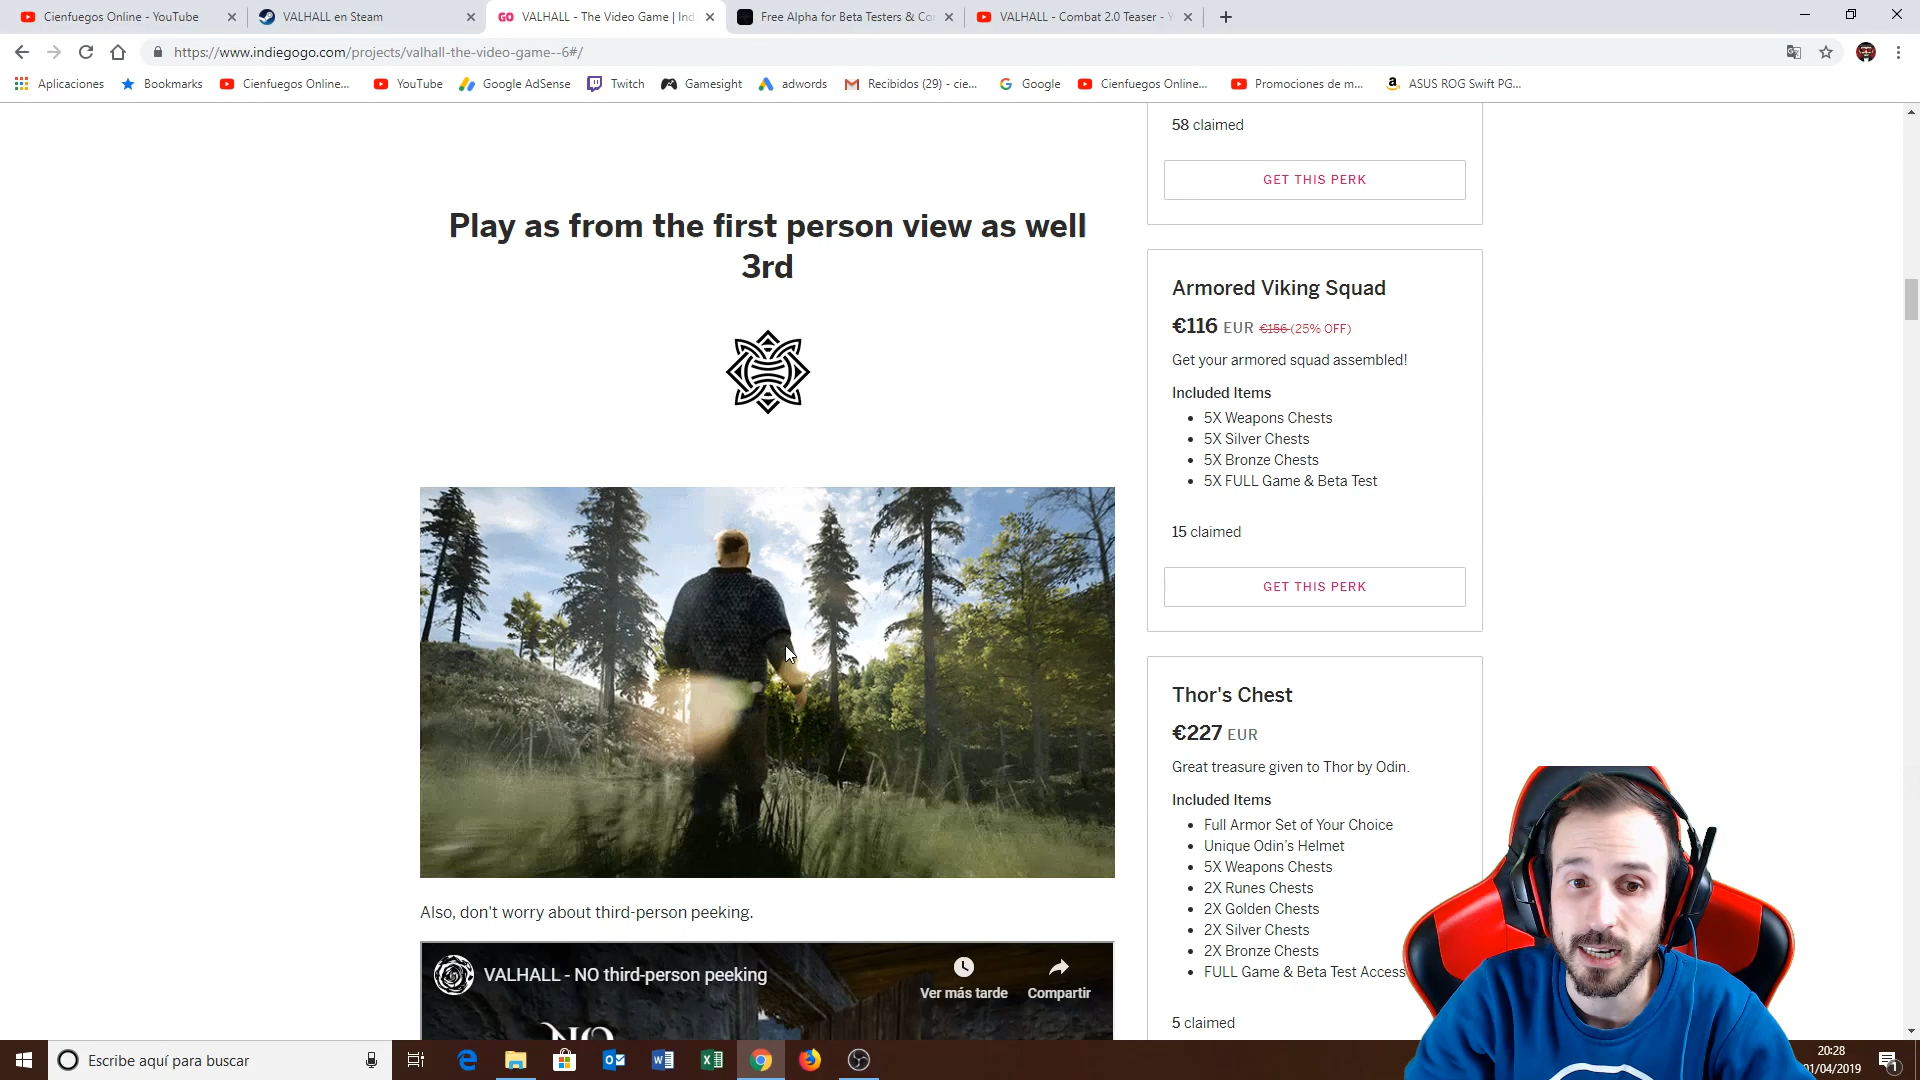 Cienfuegos Online - YouTube
VALHALL en Steam
GO VALHALL - The Video Game | Ind
Free Alpha for Beta Testers & Co
VALHALL - Combat 2.0 Teaser - Y
https://www.indiegogo.com/projects/valhall-the-video-game--6#/
Aplicaciones
Bookmarks
Cienfuegos Online...
YouTube
Google AdSense
Twitch
Gamesight
adwords
Recibidos (29) - cie...
Google
Cienfuegos Online...
Promociones de m...
ASUS ROG Swift PG...
Play as from the first person view as well
3rd
Also, don't worry about third-person peeking.
VALHALL - NO third-person peeking
Ver más tarde
Compartir
NO
58 claimed
GET THIS PERK
Armored Viking Squad
€116 EUR €156 (25% OFF)
Get your armored squad assembled!
Included Items
5X Weapons Chests
5X Silver Chests
5X Bronze Chests
5X FULL Game & Beta Test
15 claimed
GET THIS PERK
Thor's Chest
€227 EUR
Great treasure given to Thor by Odin.
Included Items
Full Armor Set of Your Choice
Unique Odin's Helmet
5X Weapons Chests
2X Runes Chests
2X Golden Chests
2X Silver Chests
2X Bronze Chests
FULL Game & Beta Test Access
5 claimed
Escribe aquí para buscar
20:28
01/04/2019
1